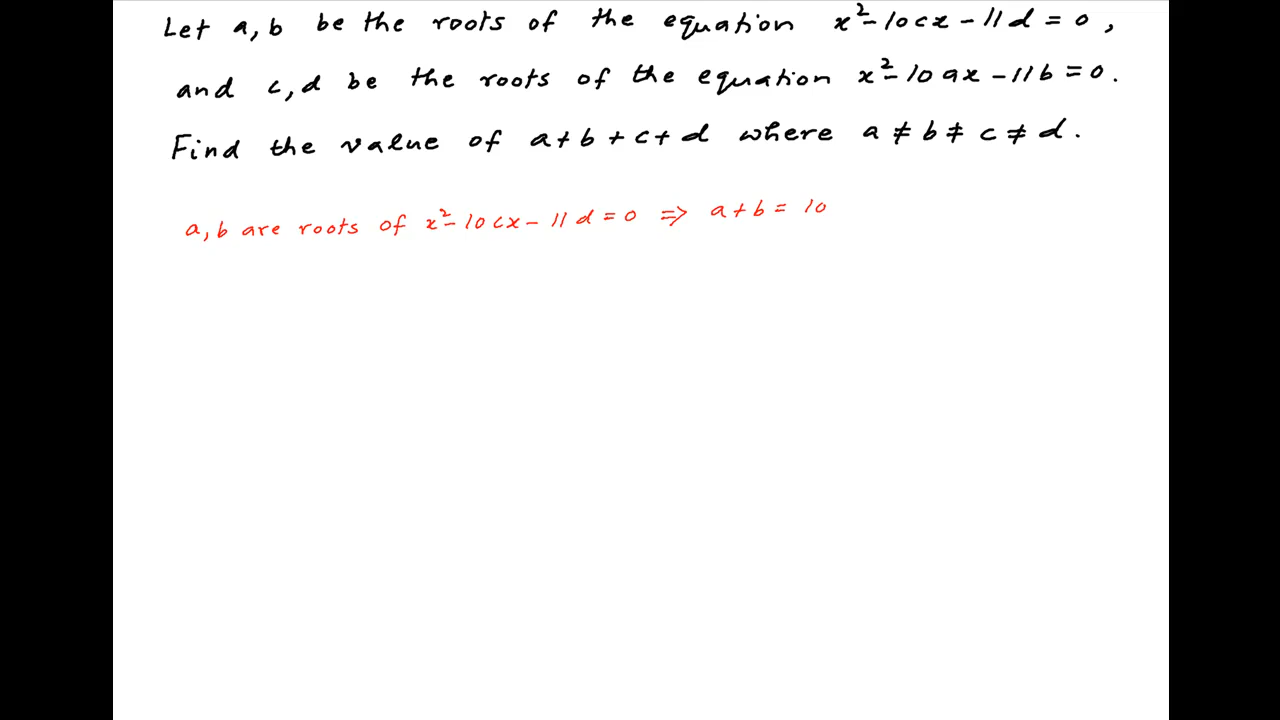 Let a, b be the roots of the equation x² - 10cx - 11d = 0,
and c, d be the roots of the equation x² - 10ax - 11b = 0.
Find the value of a + b + c + d where a ≠ b ≠ c ≠ d.
a, b are roots of x² - 10cx - 11d = 0 ⇒ a + b = 10